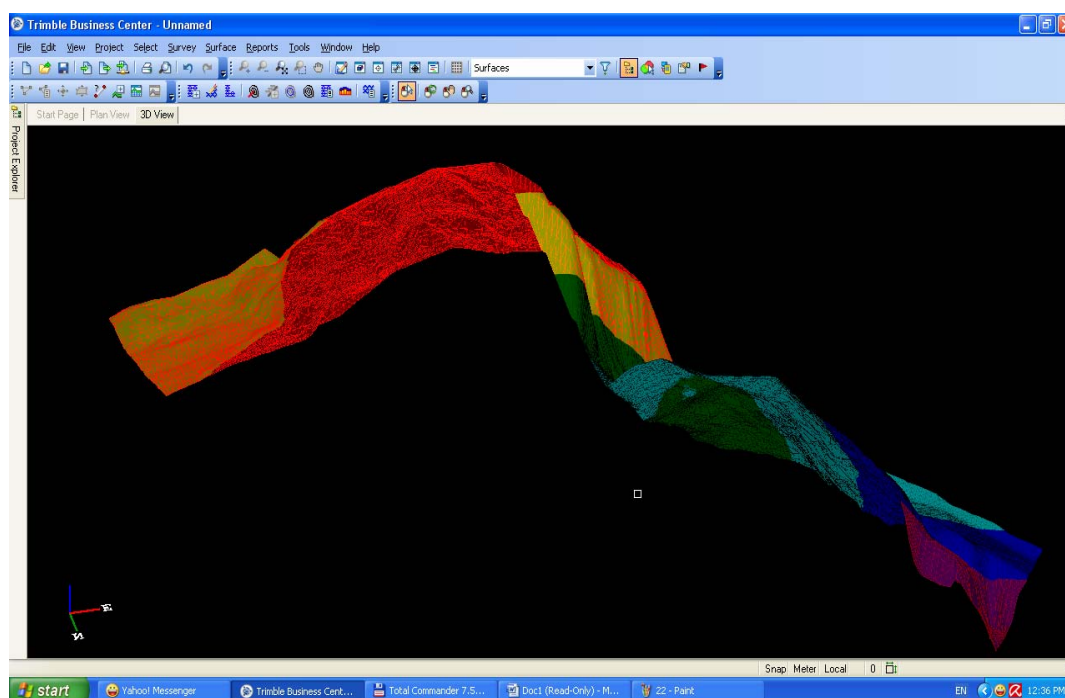 Trimble Business Center - Unnamed
File Edit View Project Select Survey Surface Reports Tools Window Help
Surfaces
Start Page Plan View 3D View
Project Explorer
Snap Meter Local 0
start Yahoo! Messenger Trimble Business Cent... Total Commander 7.5... Doc1 (Read-Only) - M... 22 - Paint EN 12:36 PM